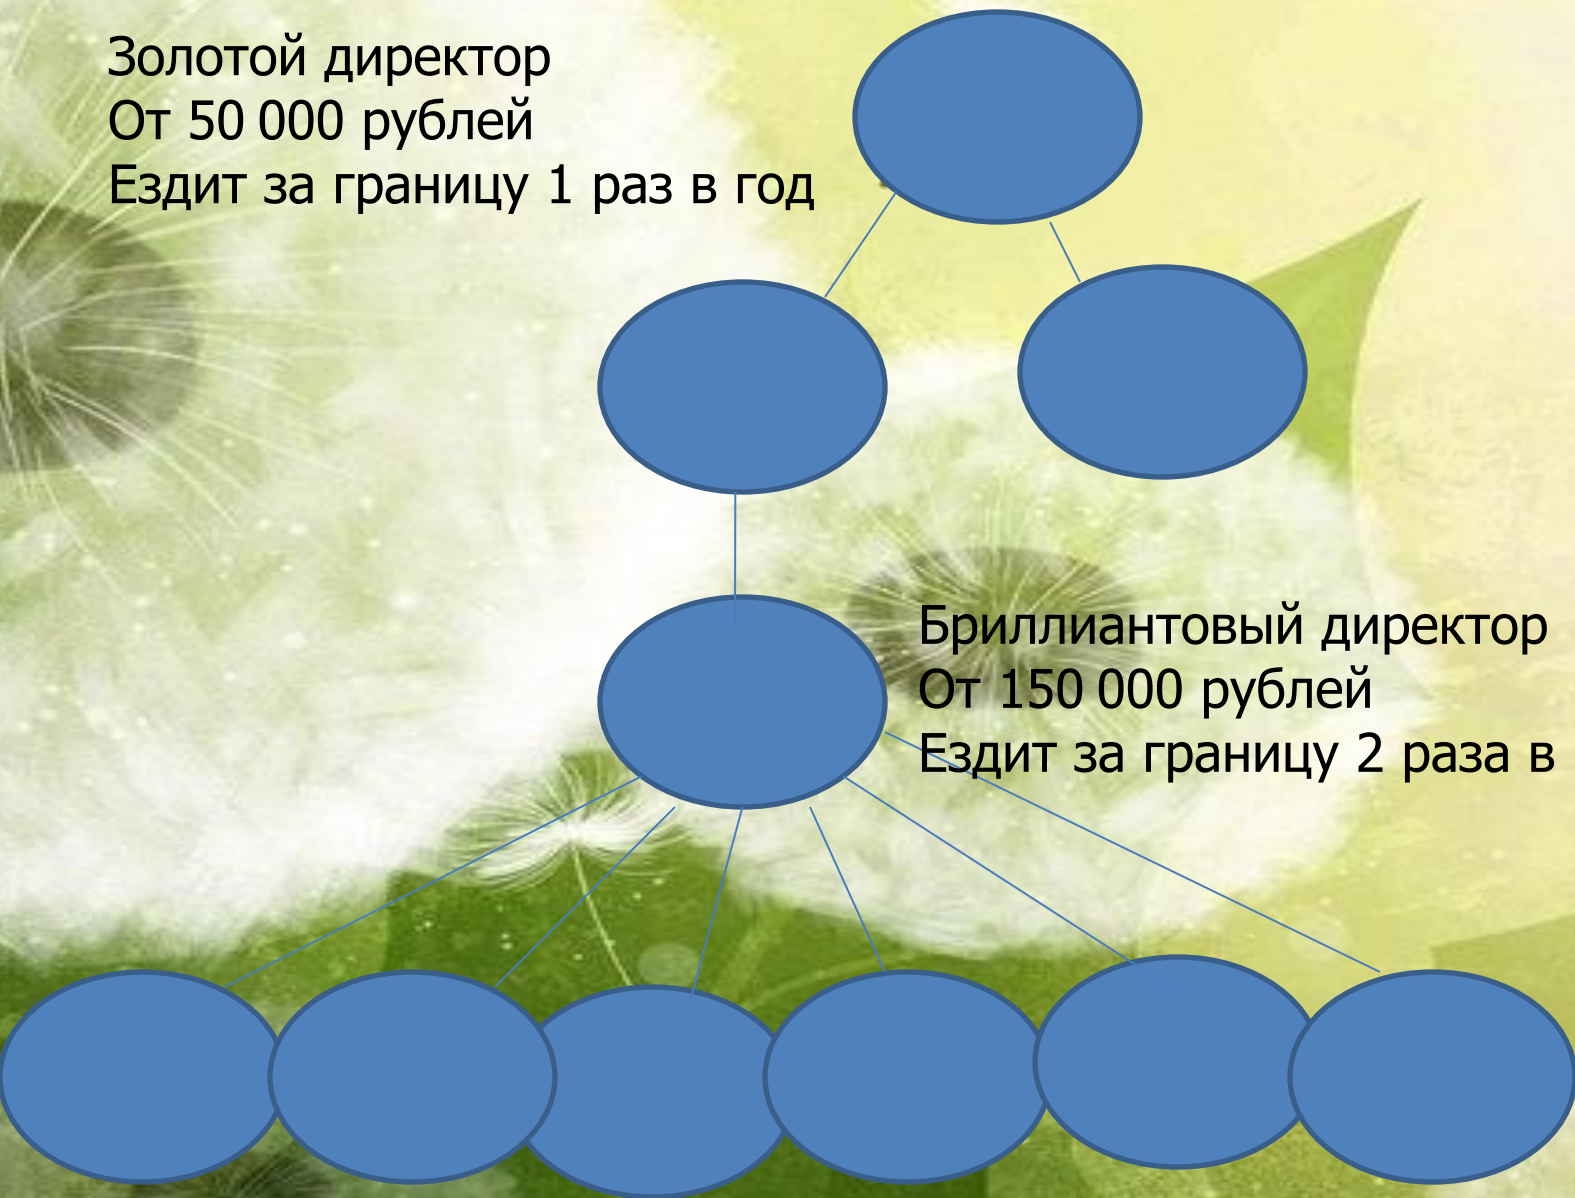 Золотой директор
От 50 000 рублей
Ездит за границу 1 раз в год
Бриллиантовый директор
От 150 000 рублей
Ездит за границу 2 раза в